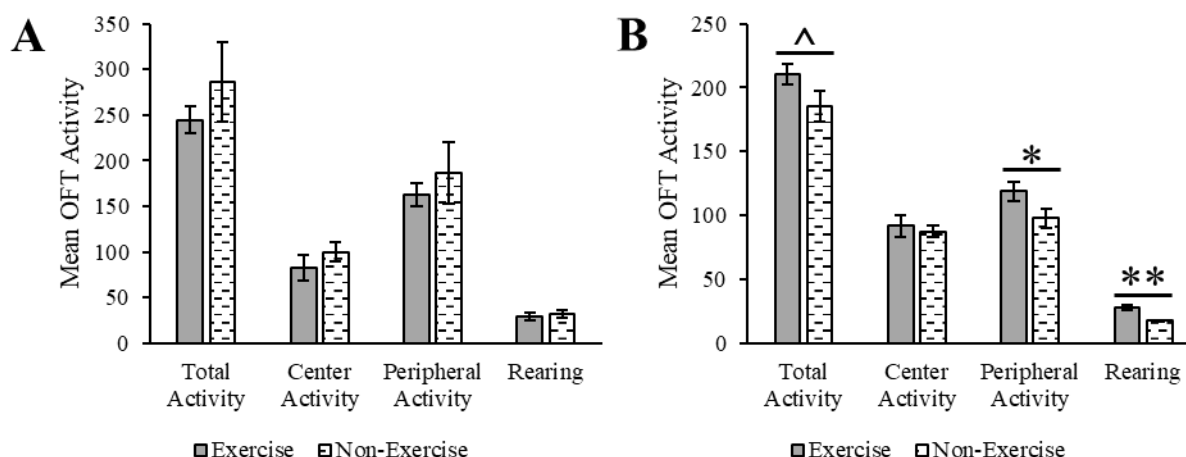 A
Mean OFT Activity
350
300
250
200
150
100
50
0
Total
Activity
Center
Activity
Peripheral
Activity
Rearing
Exercise
Non-Exercise
B
Mean OFT Activity
250
200
150
100
50
0
^
*
**
Total
Activity
Center
Activity
Peripheral
Activity
Rearing
Exercise
Non-Exercise